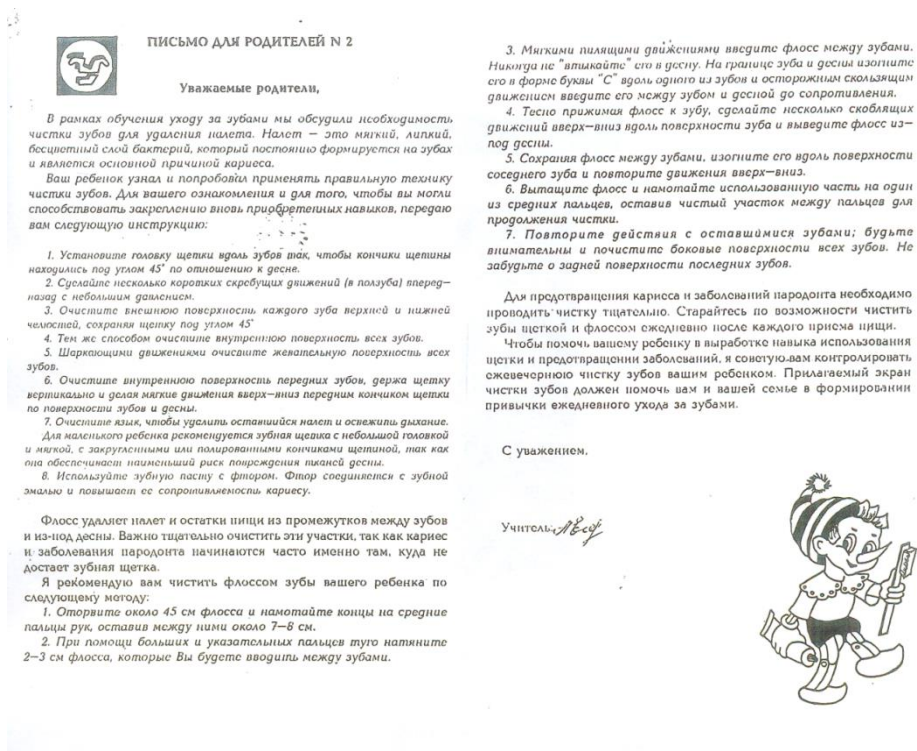 ПИСЬМО ДЛЯ РОДИТЕЛЕЙ N 2
Уважаемые родители,
В рамках обучения уходу за зубами мы обсудили необходимость
чистки зубов для удаления налета. Налет — это мягкий, липкий,
бесцветный слой бактерий, который постоянно формируется на зубах
и является основной причиной кариеса.
Ваш ребенок узнал и попробовал применять правильную технику
чистки зубов. Для вашего ознакомления и для того, чтобы вы могли
способствовать закреплению вновь приобретенных навыков, передаю
вам следующую инструкцию:
1. Установите головку щетки вдоль зубов так, чтобы кончики щетины
находились под углом 45° по отношению к десне.
2. Сделайте несколько коротких скребущих движений (в ползуба) вперед—
назад с небольшим давлением.
3. Очистите внешнюю поверхность каждого зуба верхней и нижней
челюстей, сохраняя щетку под углом 45°
4. Тем же способом очистите внутреннюю поверхность всех зубов.
5. Шаркающими движениями очистите жевательную поверхность всех
зубов.
6. Очистите внутреннюю поверхность передних зубов, держа щетку
вертикально и делая мягкие движения вверх—вниз передним кончиком щетки
по поверхности зубов и десны.
7. Очистите язык, чтобы удалить оставшийся налет и освежить дыхание.
Для маленького ребенка рекомендуется зубная щетка с небольшой головкой
и мягкой, с закругленными или полированными кончиками щетиной, так как
она обеспечивает наименьший риск повреждения тканей десны.
8. Используйте зубную пасту с фтором. Фтор соединяется с зубной
эмалью и повышает ее сопротивляемость кариесу.
Флосс удаляет налет и остатки пищи из промежутков между зубов
и из-под десны. Важно тщательно очистить эти участки, так как кариес
и заболевания пародонта начинаются часто именно там, куда не
достает зубная щетка.
Я рекомендую вам чистить флоссом зубы вашего ребенка по
следующему методу:
1. Оторвите около 45 см флосса и намотайте концы на средние
пальцы рук, оставив между ними около 7—8 см.
2. При помощи больших и указательных пальцев туго натяните
2—3 см флосса, которые Вы будете вводить между зубами.
3. Мягкими пилящими движениями введите флосс между зубами.
Никогда не "втыкайте" его в десну. На границе зуба и десны изогните
его в форме буквы "С" вдоль одного из зубов и осторожным скользящим
движением введите его между зубом и десной до сопротивления.
4. Тесно прижимая флосс к зубу, сделайте несколько скоблящих
движений вверх—вниз вдоль поверхности зуба и выведите флосс из-
под десны.
5. Сохраняя флосс между зубами, изогните его вдоль поверхности
соседнего зуба и повторите движения вверх—вниз.
6. Вытащите флосс и намотайте использованную часть на один
из средних пальцев, оставив чистый участок между пальцев для
продолжения чистки.
7. Повторите действия с оставшимися зубами; будьте
внимательны и почистите боковые поверхности всех зубов. Не
забудьте о задней поверхности последних зубов.
Для предотвращения кариеса и заболеваний пародонта необходимо
проводить чистку тщательно. Старайтесь по возможности чистить
зубы щеткой и флоссом ежедневно после каждого приема пищи.
Чтобы помочь вашему ребенку в выработке навыка использования
щетки и предотвращении заболеваний, я советую вам контролировать
ежевечернюю чистку зубов вашим ребенком. Прилагаемый экран
чистки зубов должен помочь вам и вашей семье в формировании
привычки ежедневного ухода за зубами.
С уважением,
Учитель: